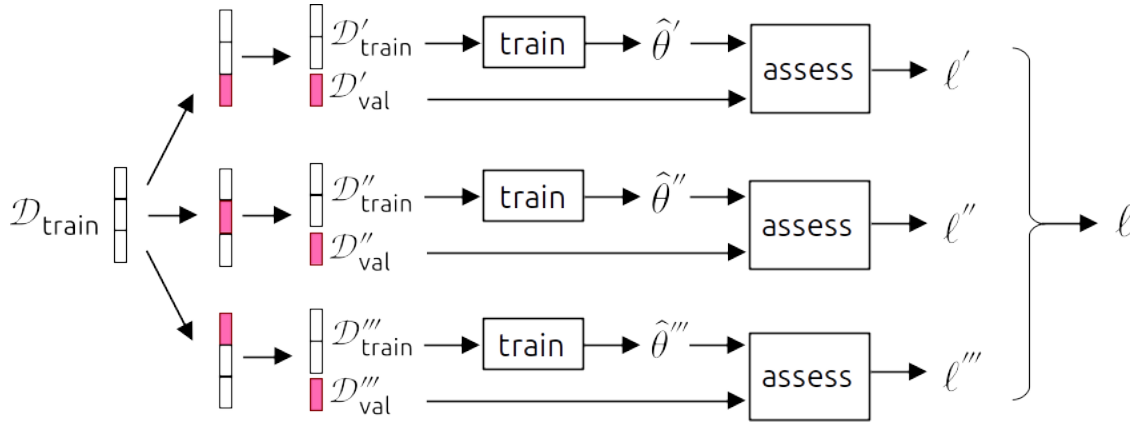 𝒟′train train θ̂′ assess ℓ′
𝒟′val
𝒟train 𝒟″train train θ̂″ assess ℓ″ ℓ
𝒟″val
𝒟‴train train θ̂‴ assess ℓ‴
𝒟‴val